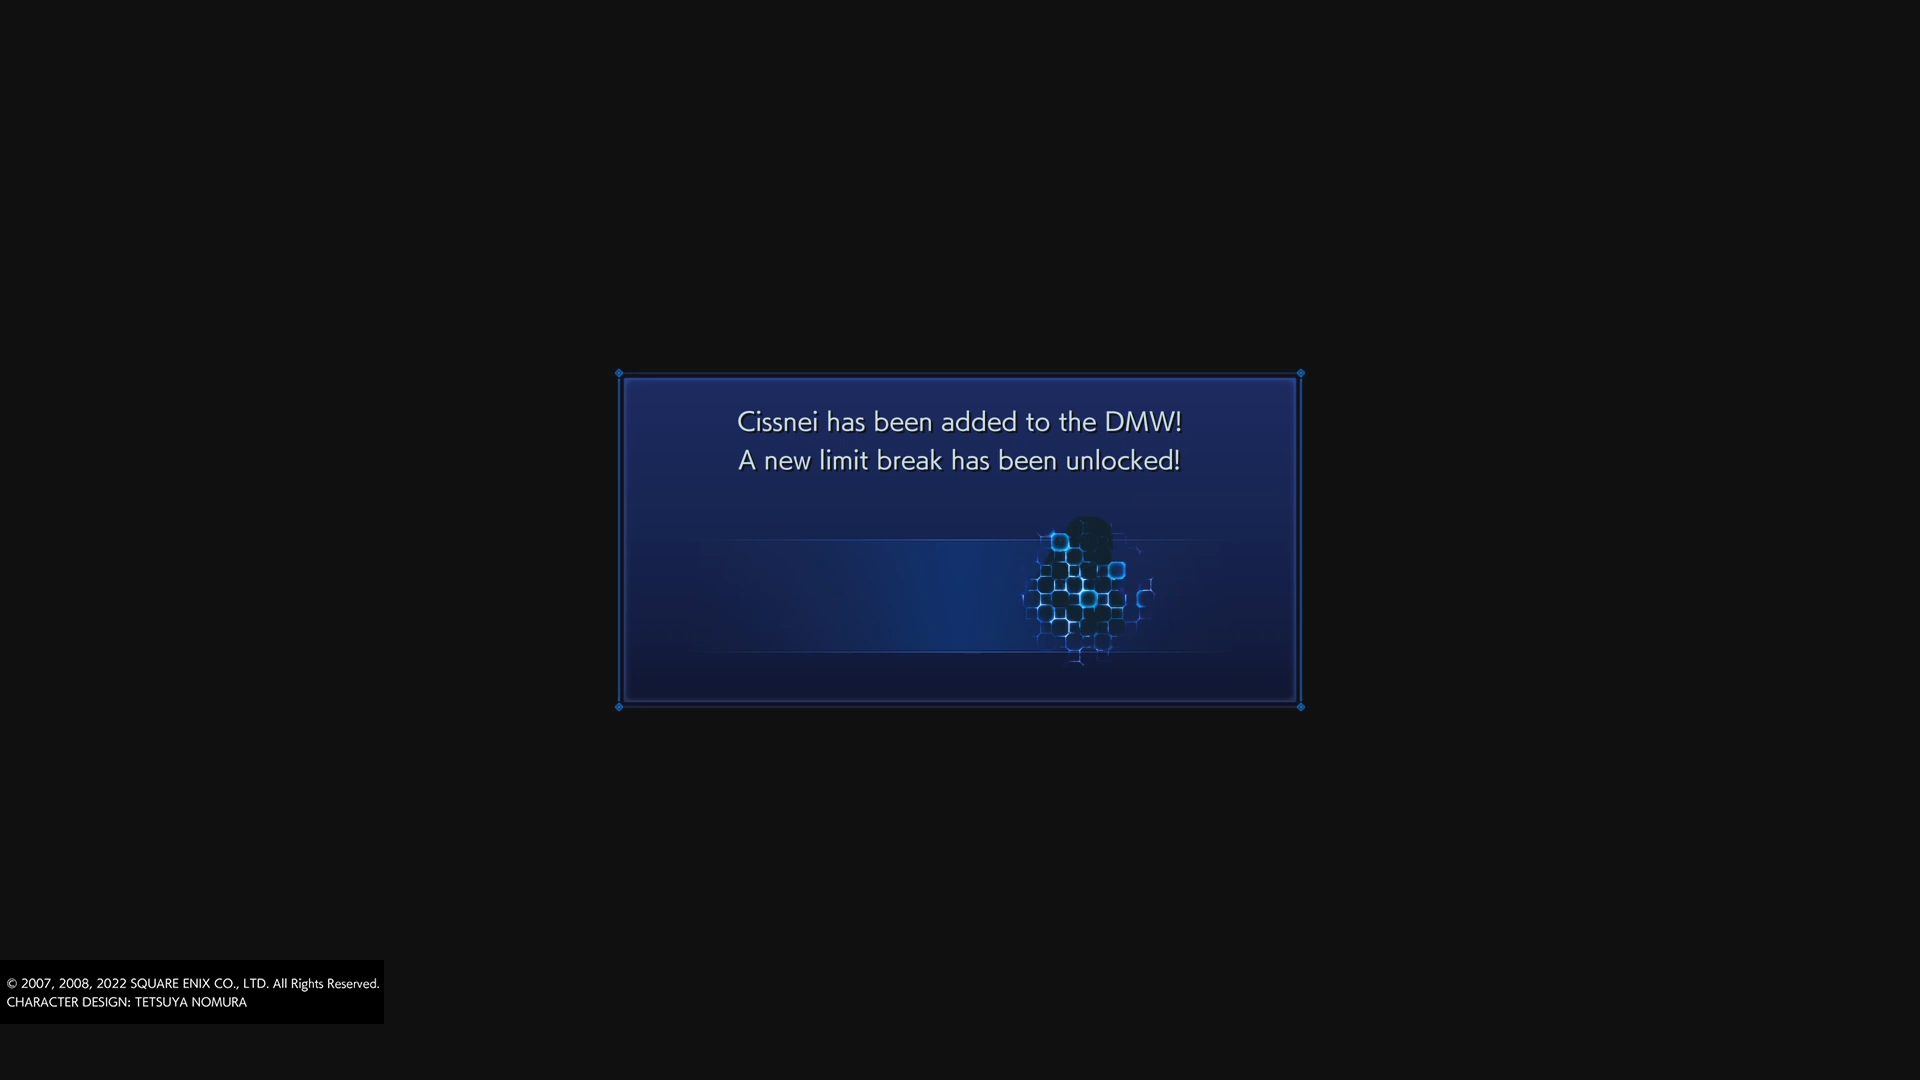 Cissnei has been added to the DMW!
A new limit break has been unlocked!
© 2007, 2008, 2022 SQUARE ENIX CO., LTD. All Rights Reserved.
CHARACTER DESIGN: TETSUYA NOMURA